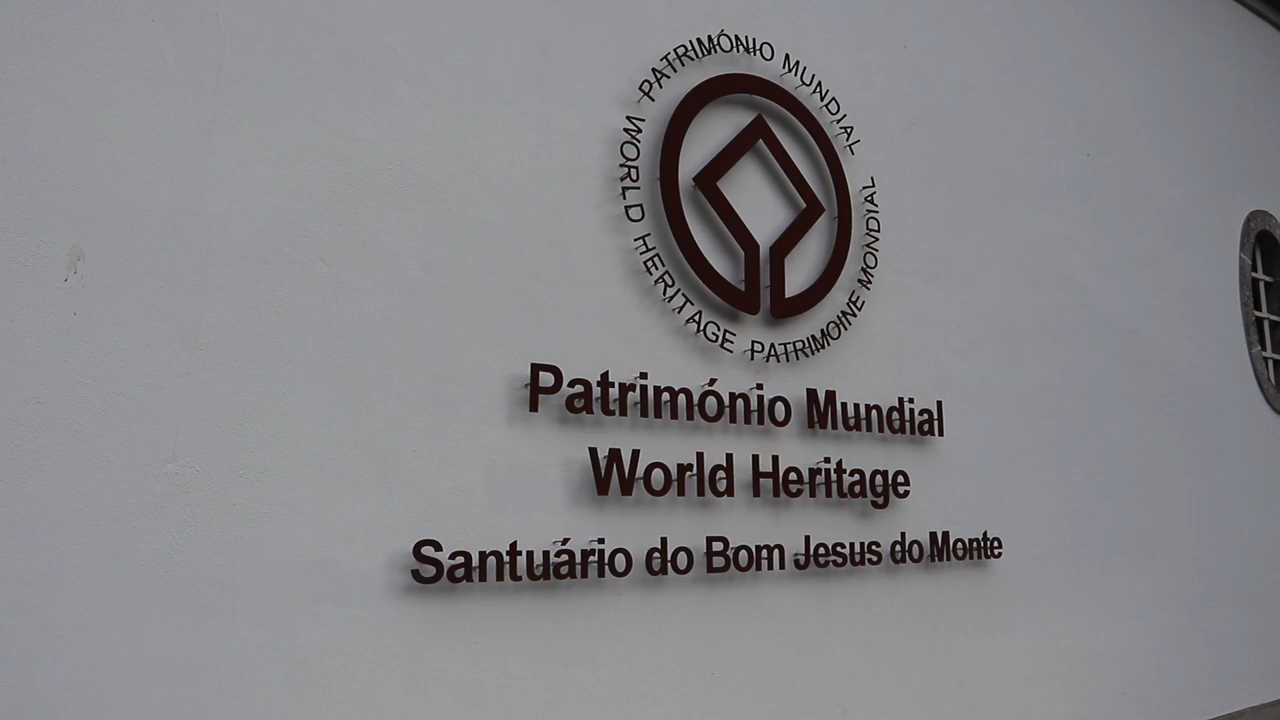 PATRIMÓNIO MUNDIAL
WORLD HERITAGE
PATRIMOINE MONDIAL
Património Mundial
World Heritage
Santuário do Bom Jesus do Monte